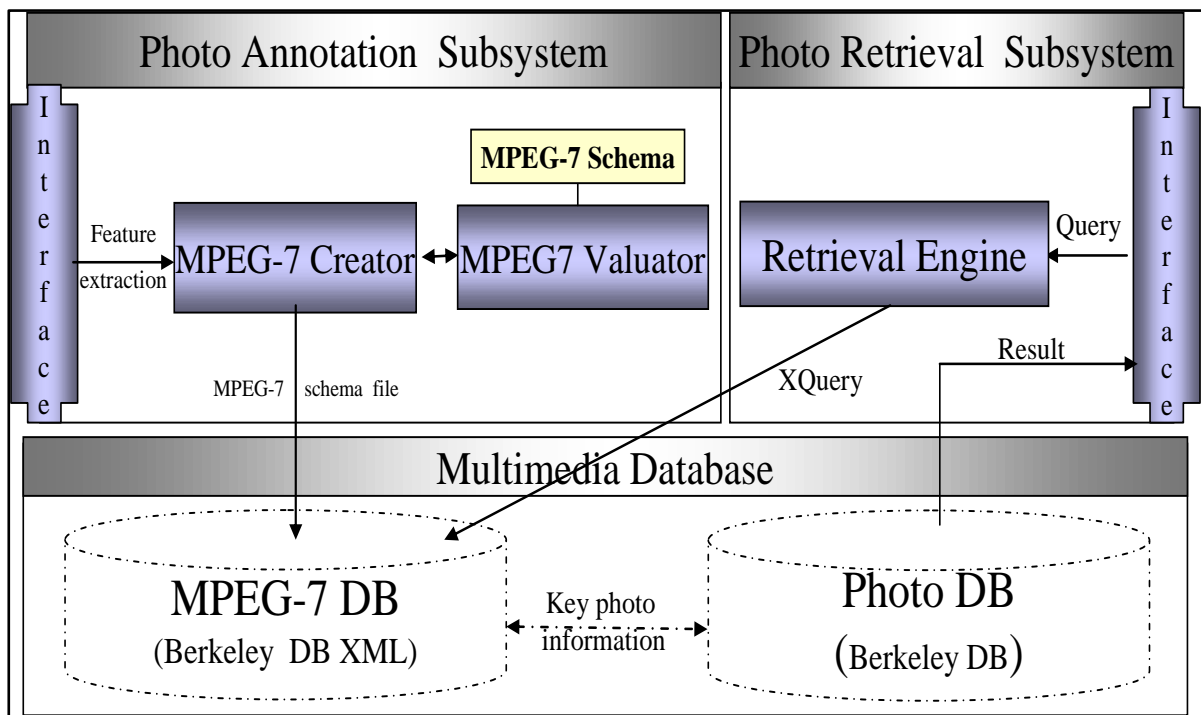 Photo Annotation Subsystem
Photo Retrieval Subsystem
Interface
MPEG-7 Schema
Feature
extraction
MPEG-7 Creator
MPEG7 Valuator
MPEG-7 schema file
Retrieval Engine
Query
Interface
Result
XQuery
Multimedia Database
MPEG-7 DB
(Berkeley DB XML)
Key photo
information
Photo DB
(Berkeley DB)